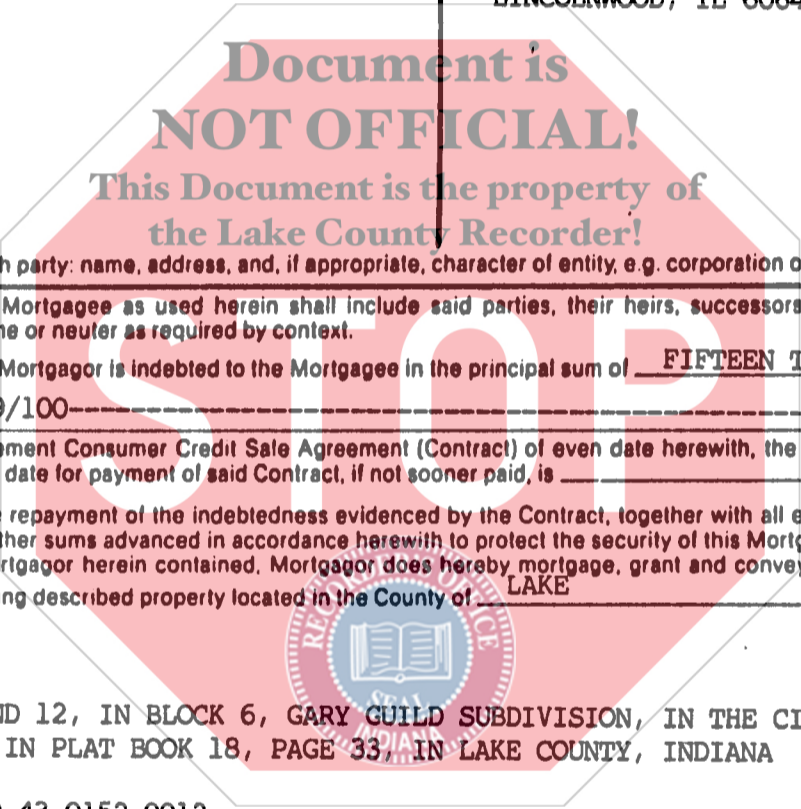 LINCOLNWOOD, IL
Document is
NOT OFFICIAL!
This Document is the property of
the Lake County Recorder!
h party: name, address, and, if appropriate, character of entity, e.g. corporation o
Mortgagee as used herein shall include said parties, their heirs, successors
ne or neuter as required by context.
Mortgagor is indebted to the Mortgagee in the principal sum of FIFTEEN T
/100
STOP
ment Consumer Credit Sale Agreement (Contract) of even date herewith, the
date for payment of said Contract, if not sooner paid, is
repayment of the indebtedness evidenced by the Contract, together with all e
ther sums advanced in accordance herewith to protect the security of this Mortg
rtgagor herein contained, Mortgagor does hereby mortgage, grant and convey
ng described property located in the County of LAKE
RECORDER OFFICE
SEAL
INDIANA
ND 12, IN BLOCK 6, GARY GUILD SUBDIVISION, IN THE CI
IN PLAT BOOK 18, PAGE 33, IN LAKE COUNTY, INDIANA